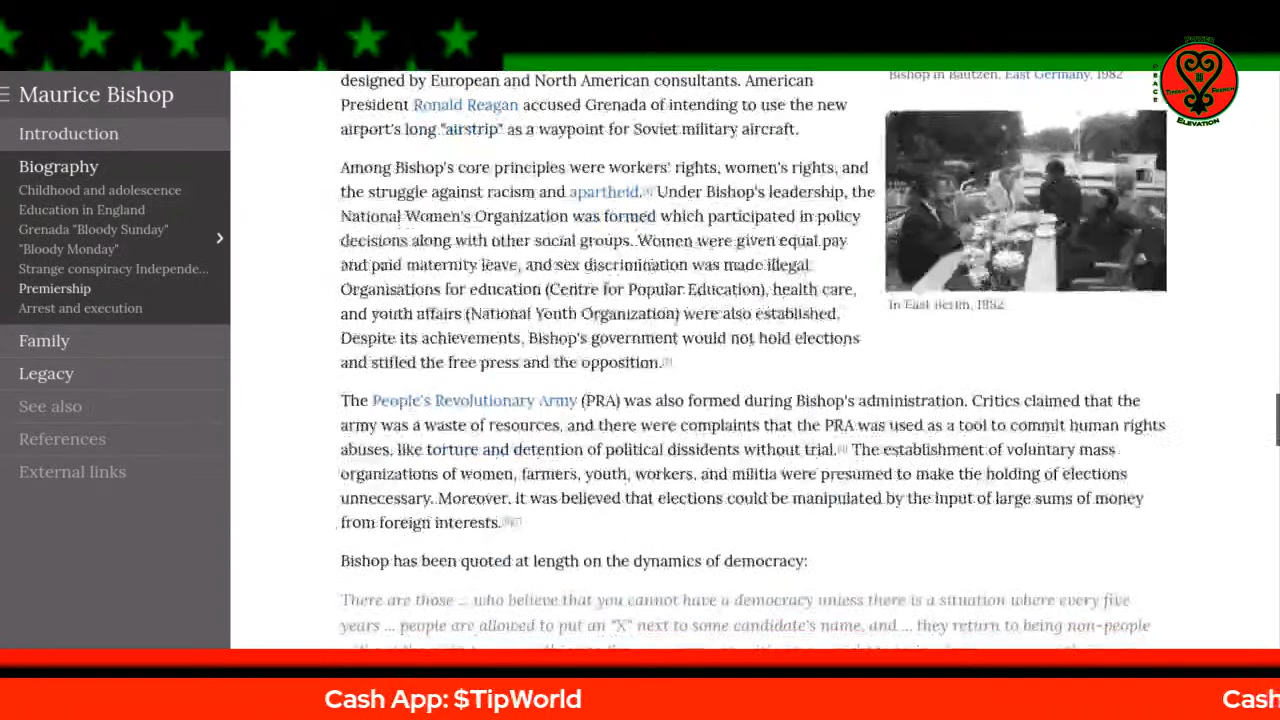 Maurice Bishop
Introduction
Biography
Childhood and adolescence
Education in England
Grenada "Bloody Sunday"
"Bloody Monday"
Strange conspiracy Independe...
Premiership
Arrest and execution
Family
Legacy
See also
References
External links
designed by European and North American consultants. American
President Ronald Reagan accused Grenada of intending to use the new
airport's long "airstrip" as a waypoint for Soviet military aircraft.
Among Bishop's core principles were workers' rights, women's rights, and
the struggle against racism and apartheid. Under Bishop's leadership, the
National Women's Organization was formed which participated in policy
decisions along with other social groups. Women were given equal pay
and paid maternity leave, and sex discrimination was made illegal
Organisations for education (Centre for Popular Education), health care,
and youth affairs (National Youth Organization) were also established.
Despite its achievements, Bishop's government would not hold elections
and stifled the free press and the opposition.
The People's Revolutionary Army (PRA) was also formed during Bishop's administration. Critics claimed that the
army was a waste of resources, and there were complaints that the PRA was used as a tool to commit human rights
abuses, like torture and detention of political dissidents without trial. The establishment of voluntary mass
organizations of women, farmers, youth, workers, and militia were presumed to make the holding of elections
unnecessary. Moreover, it was believed that elections could be manipulated by the input of large sums of money
from foreign interests.
Bishop has been quoted at length on the dynamics of democracy:
There are those ... who believe that you cannot have a democracy unless there is a situation where every five
years ... people are allowed to put an "X" next to some candidate's name, and ... they return to being non-people
Bishop in Bautzen, East Germany, 1982
In East Berlin, 1982
POWER
PEACE
TIFFANY FRENCH
ELEVATION
Cash App: $TipWorld
Cash